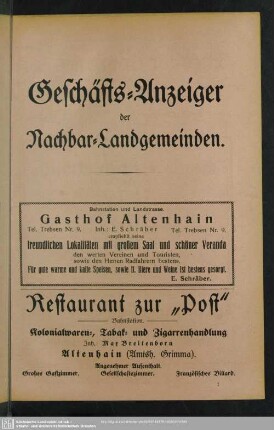 Geschäfts-Anzeiger
der
Nachbar-Landgemeinden.
Bahnstation und Landstrasse
Gasthof Altenhain
Tel. Trebsen Nr. 9. Inh.: E. Schräber Tel. Trebsen Nr. 9.
empfiehlt seine
freundlichen Lokalitäten mit großem Saal und schöner Veranda
den werten Vereinen und Touristen,
sowie den Herren Radfahrern bestens.
Für gute warme und kalte Speisen, sowie ff. Biere und Weine ist bestens gesorgt.
E. Schräber.
Restaurant zur „Post"
Bahnstation.
Kolonialwaren-, Tabak- und Zigarrenhandlung
Inh. Max Breitenborn
Altenhain (Amtsh. Grimma).
Angenehmer Aufenthalt.
Großes Gastzimmer. Gesellschaftszimmer. Französisches Billard.